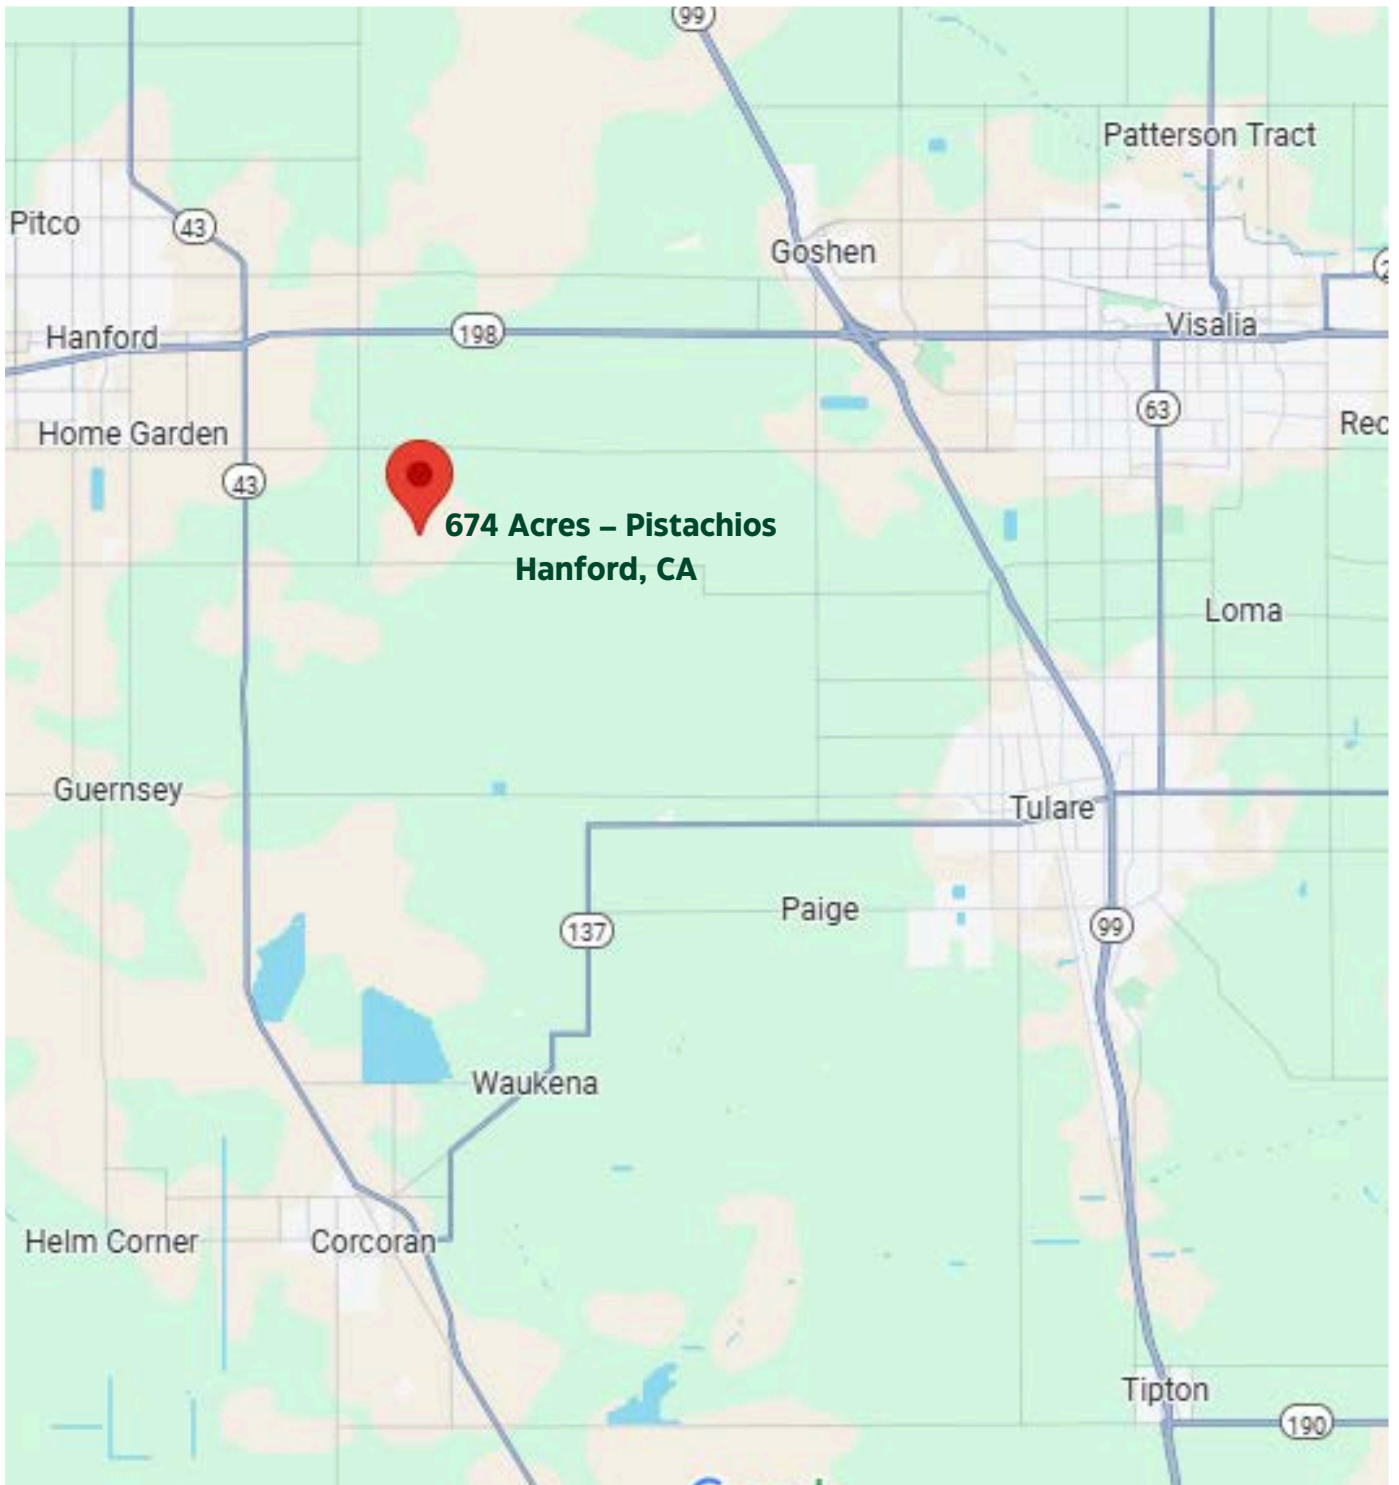 99
Patterson Tract
Pitco
43
Goshen
Hanford
198
Visalia
63
Home Garden
43
674 Acres – Pistachios
Hanford, CA
Loma
Guernsey
Tulare
Paige
137
99
Waukena
Helm Corner
Corcoran
Tipton
190